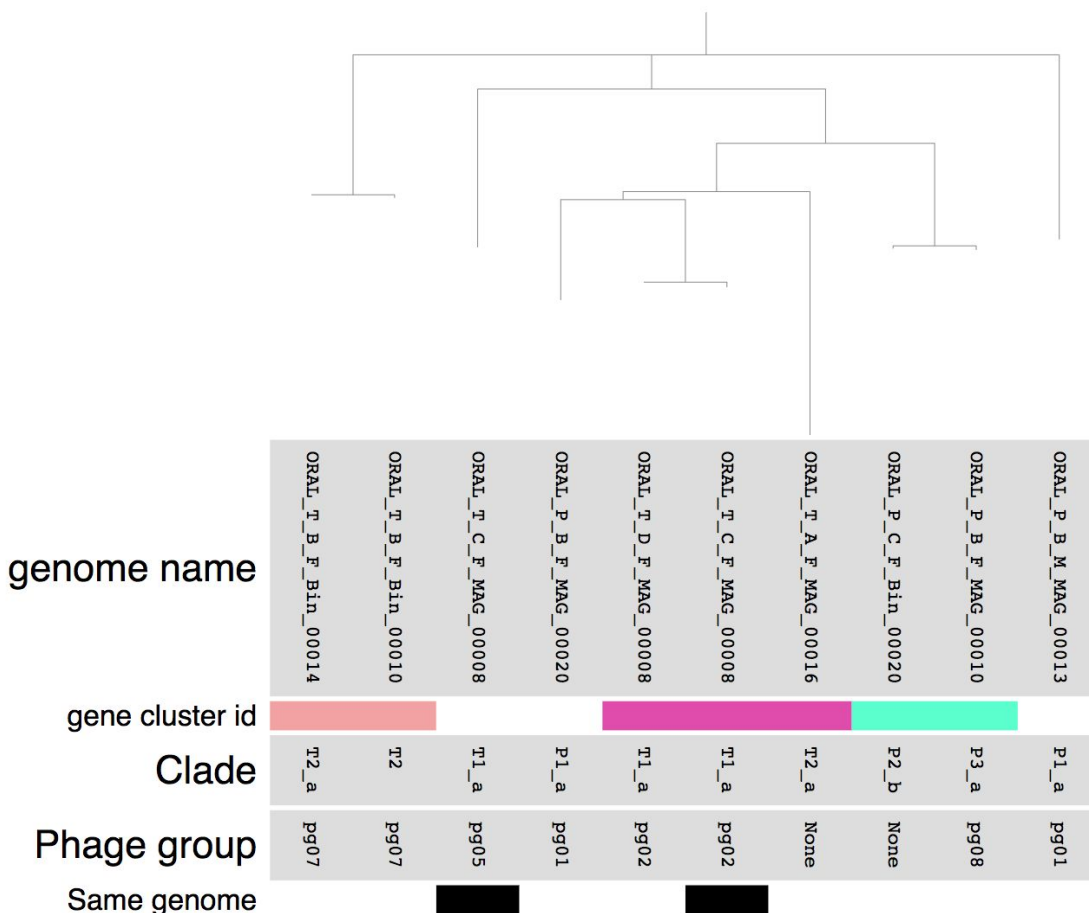 genome name
ORAL_T_B_F_Bin_00014
ORAL_T_B_F_Bin_00010
ORAL_T_C_F_MAG_00008
ORAL_P_B_F_MAG_00020
ORAL_T_D_F_MAG_00008
ORAL_T_C_F_MAG_00008
ORAL_T_A_F_MAG_00016
ORAL_P_C_F_Bin_00020
ORAL_P_B_F_MAG_00010
ORAL_P_B_M_MAG_00013
gene cluster id
Clade
T2_a
T2
T1_a
P1_a
T1_a
T1_a
T2_a
P2_b
P3_a
P1_a
Phage group
pg07
pg07
pg05
pg01
pg02
pg02
None
None
pg08
pg01
Same genome